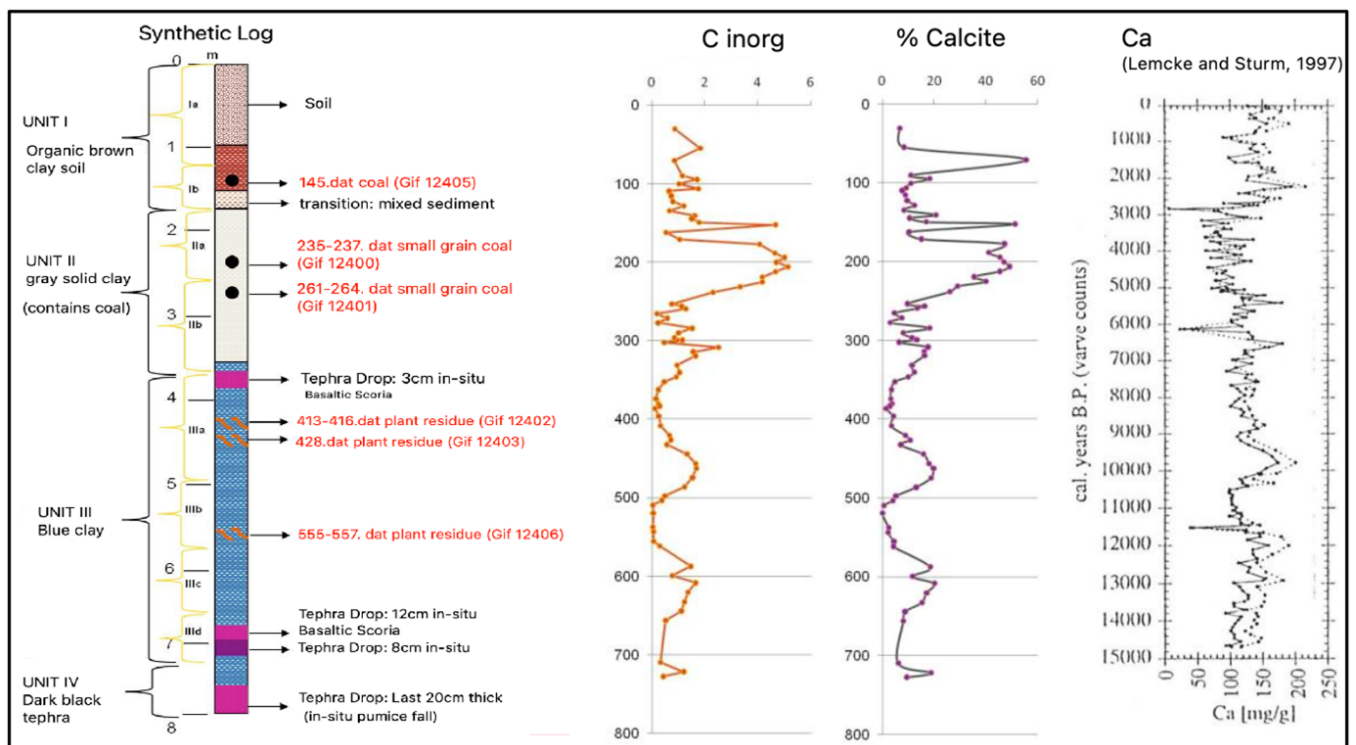 Synthetic Log
0
m
Ia
Soil
UNIT I
Organic brown
clay soil
1
Ib
145.dat coal (Gif 12405)
transition: mixed sediment
2
IIa
235-237. dat small grain coal
(Gif 12400)
UNIT II
gray solid clay
(contains coal)
261-264. dat small grain coal
(Gif 12401)
3
IIb
Tephra Drop: 3cm in-situ
Basaltic Scoria
4
IIIa
413-416.dat plant residue (Gif 12402)
428.dat plant residue (Gif 12403)
5
UNIT III
Blue clay
IIIb
555-557. dat plant residue (Gif 12406)
6
IIIc
Tephra Drop: 12cm in-situ
Basaltic Scoria
IIId
7
Tephra Drop: 8cm in-situ
UNIT IV
Dark black
tephra
Tephra Drop: Last 20cm thick
(in-situ pumice fall)
8
C inorg
0 2 4 6
0
100
200
300
400
500
600
700
800
% Calcite
0 20 40 60
0
100
200
300
400
500
600
700
800
Ca
(Lemcke and Sturm, 1997)
cal. years B.P. (varve counts)
0
1000
2000
3000
4000
5000
6000
7000
8000
9000
10000
11000
12000
13000
14000
15000
0 50 100 150 200 250
Ca [mg/g]